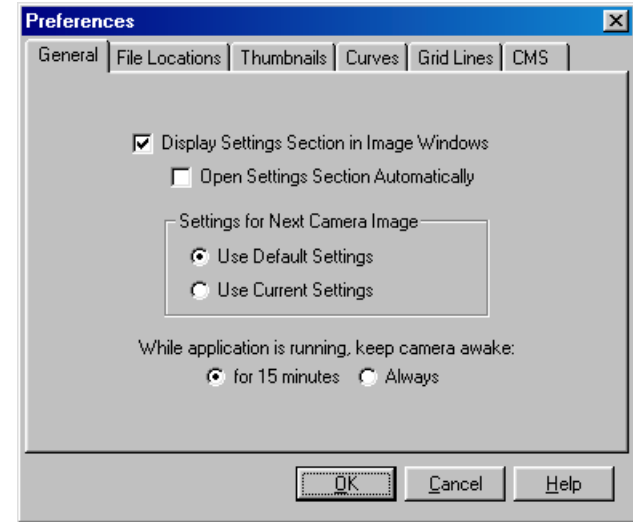 Preferences
General File Locations Thumbnails Curves Grid Lines CMS
Display Settings Section in Image Windows
Open Settings Section Automatically
Settings for Next Camera Image
Use Default Settings
Use Current Settings
While application is running, keep camera awake:
for 15 minutes Always
OK Cancel Help